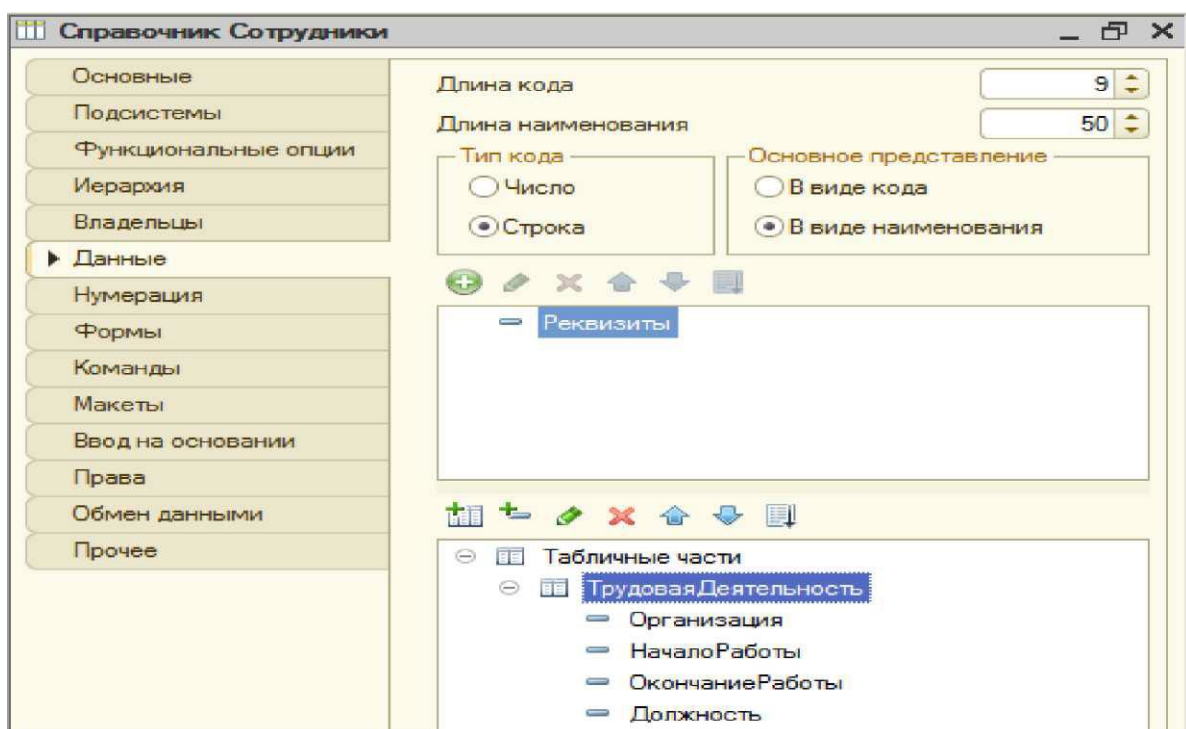 Справочник Сотрудники
Основные
Подсистемы
Функциональные опции
Иерархия
Владельцы
Данные
Нумерация
Формы
Команды
Макеты
Ввод на основании
Права
Обмен данными
Прочее
Длина кода 9
Длина наименования 50
Тип кода
Число
Строка
Основное представление
В виде кода
В виде наименования
Реквизиты
Табличные части
ТрудоваяДеятельность
Организация
НачалоРаботы
ОкончаниеРаботы
Должность